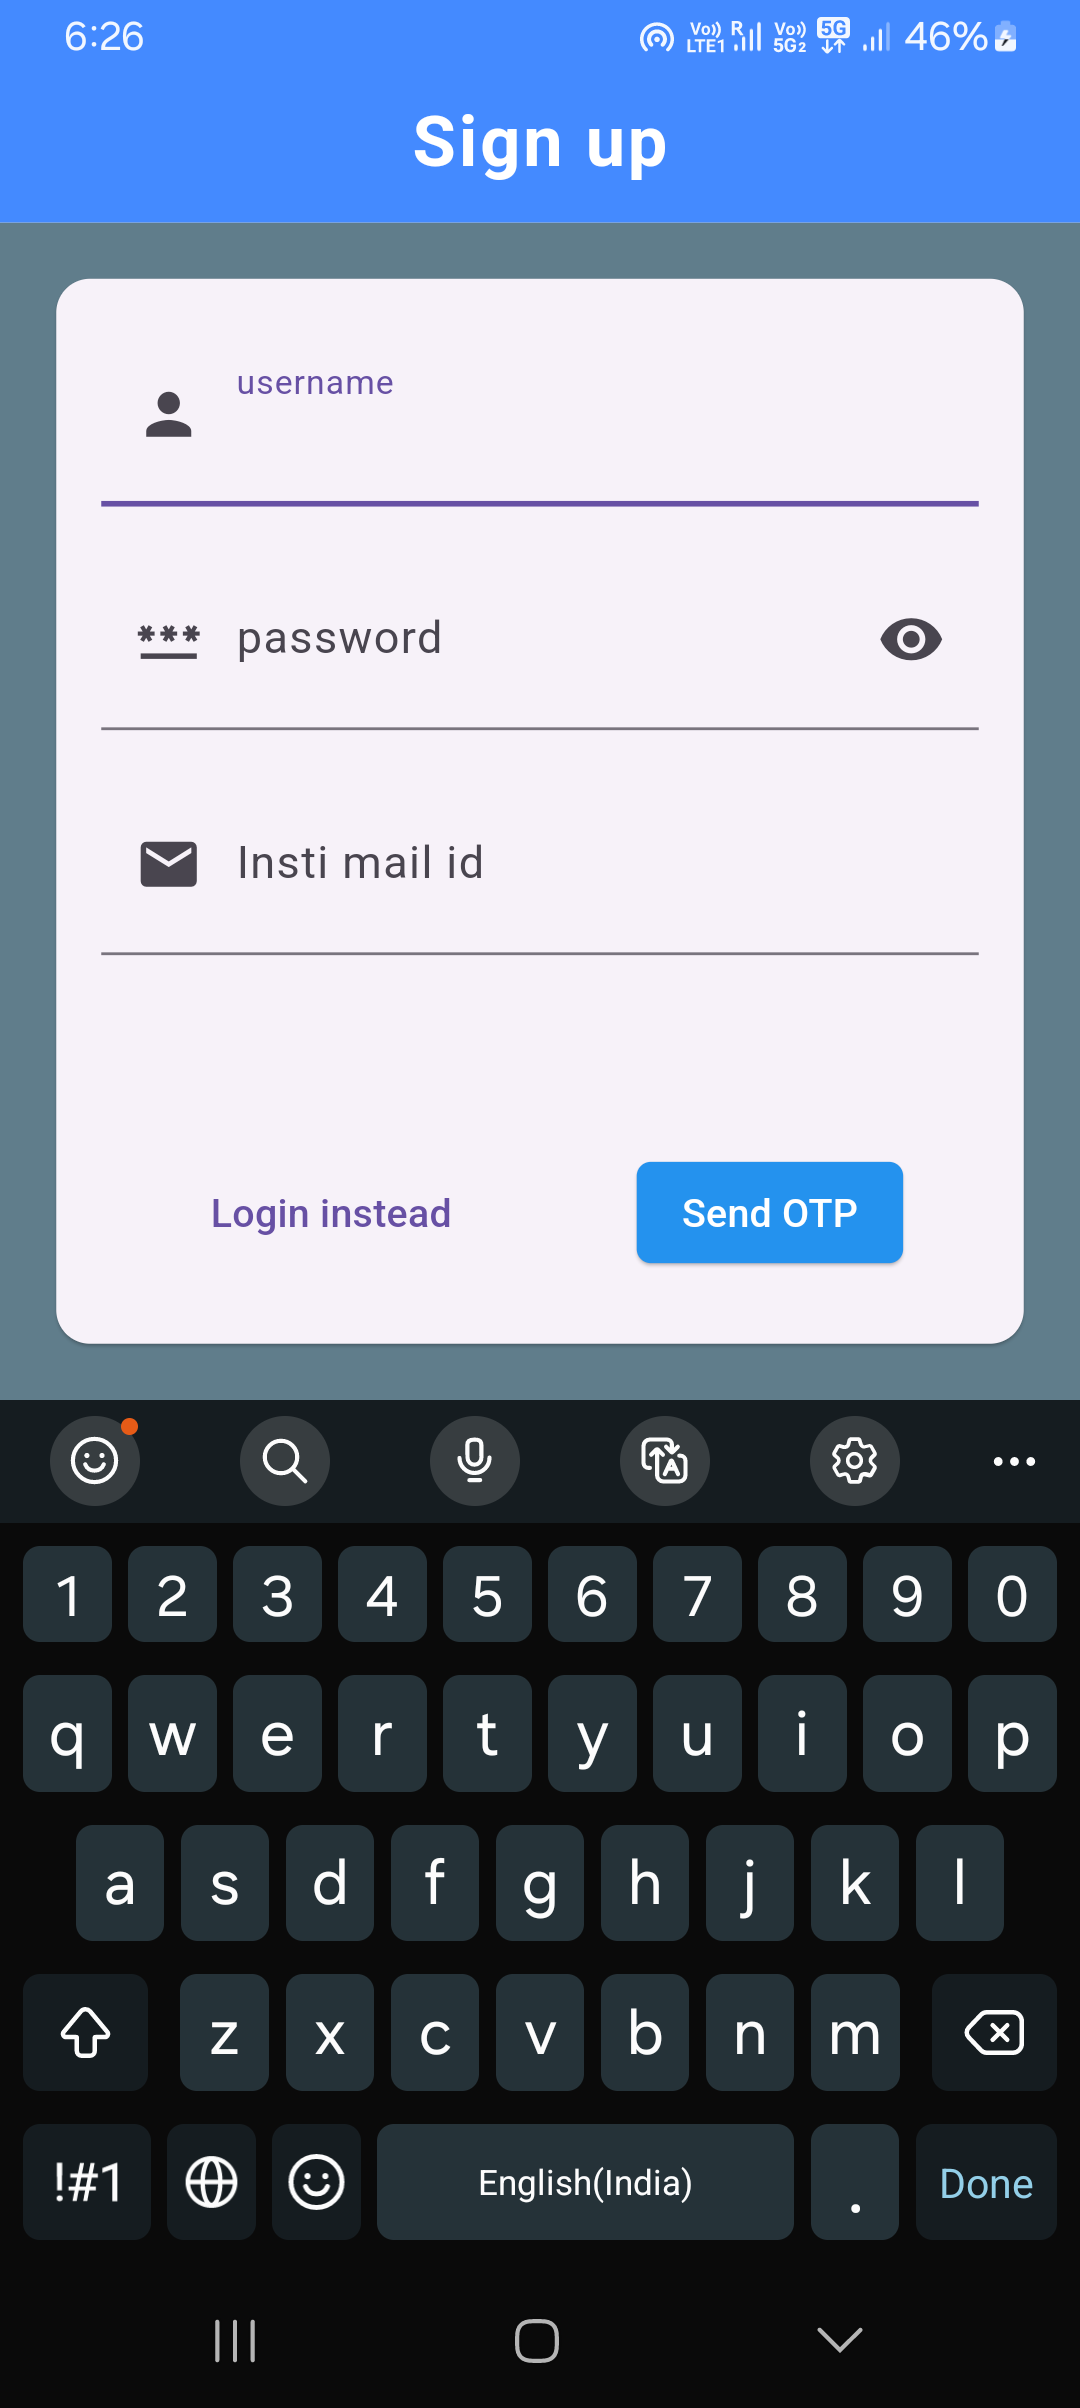 6:26
Vo)) LTE1 R Vo)) 5G2 5G 46%
Sign up
username
*** password
Insti mail id
Login instead
Send OTP
1 2 3 4 5 6 7 8 9 0
q w e r t y u i o p
a s d f g h j k l
z x c v b n m
!#1 English(India) . Done